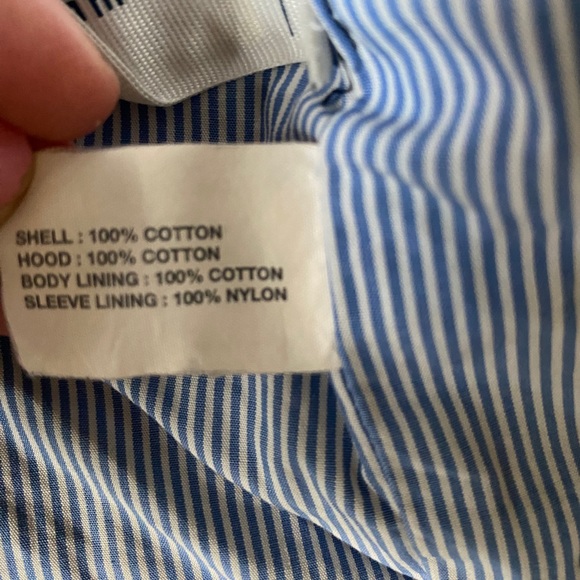 SHELL : 100% COTTON
HOOD : 100% COTTON
BODY LINING : 100% COTTON
SLEEVE LINING : 100% NYLON